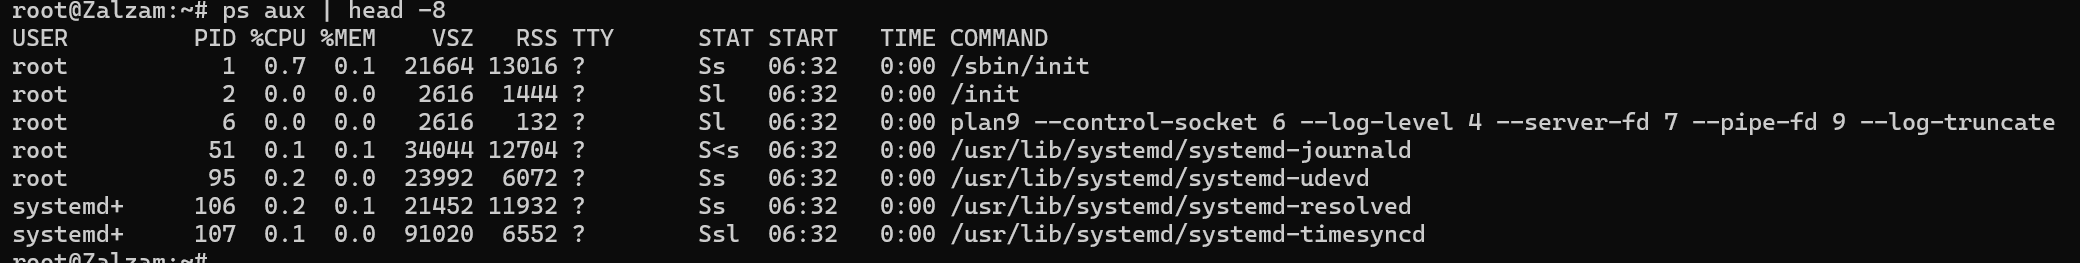 root@Zalzam:~# ps aux | head -8
USER         PID %CPU %MEM    VSZ   RSS TTY      STAT START   TIME COMMAND
root           1  0.7  0.1  21664 13016 ?        Ss   06:32   0:00 /sbin/init
root           2  0.0  0.0   2616  1444 ?        Sl   06:32   0:00 /init
root           6  0.0  0.0   2616   132 ?        Sl   06:32   0:00 plan9 --control-socket 6 --log-level 4 --server-fd 7 --pipe-fd 9 --log-truncate
root          51  0.1  0.1  34044 12704 ?        S<s  06:32   0:00 /usr/lib/systemd/systemd-journald
root          95  0.2  0.0  23992  6072 ?        Ss   06:32   0:00 /usr/lib/systemd/systemd-udevd
systemd+     106  0.2  0.1  21452 11932 ?        Ss   06:32   0:00 /usr/lib/systemd/systemd-resolved
systemd+     107  0.1  0.0  91020  6552 ?        Ssl  06:32   0:00 /usr/lib/systemd/systemd-timesyncd
root@Zalzam:~#